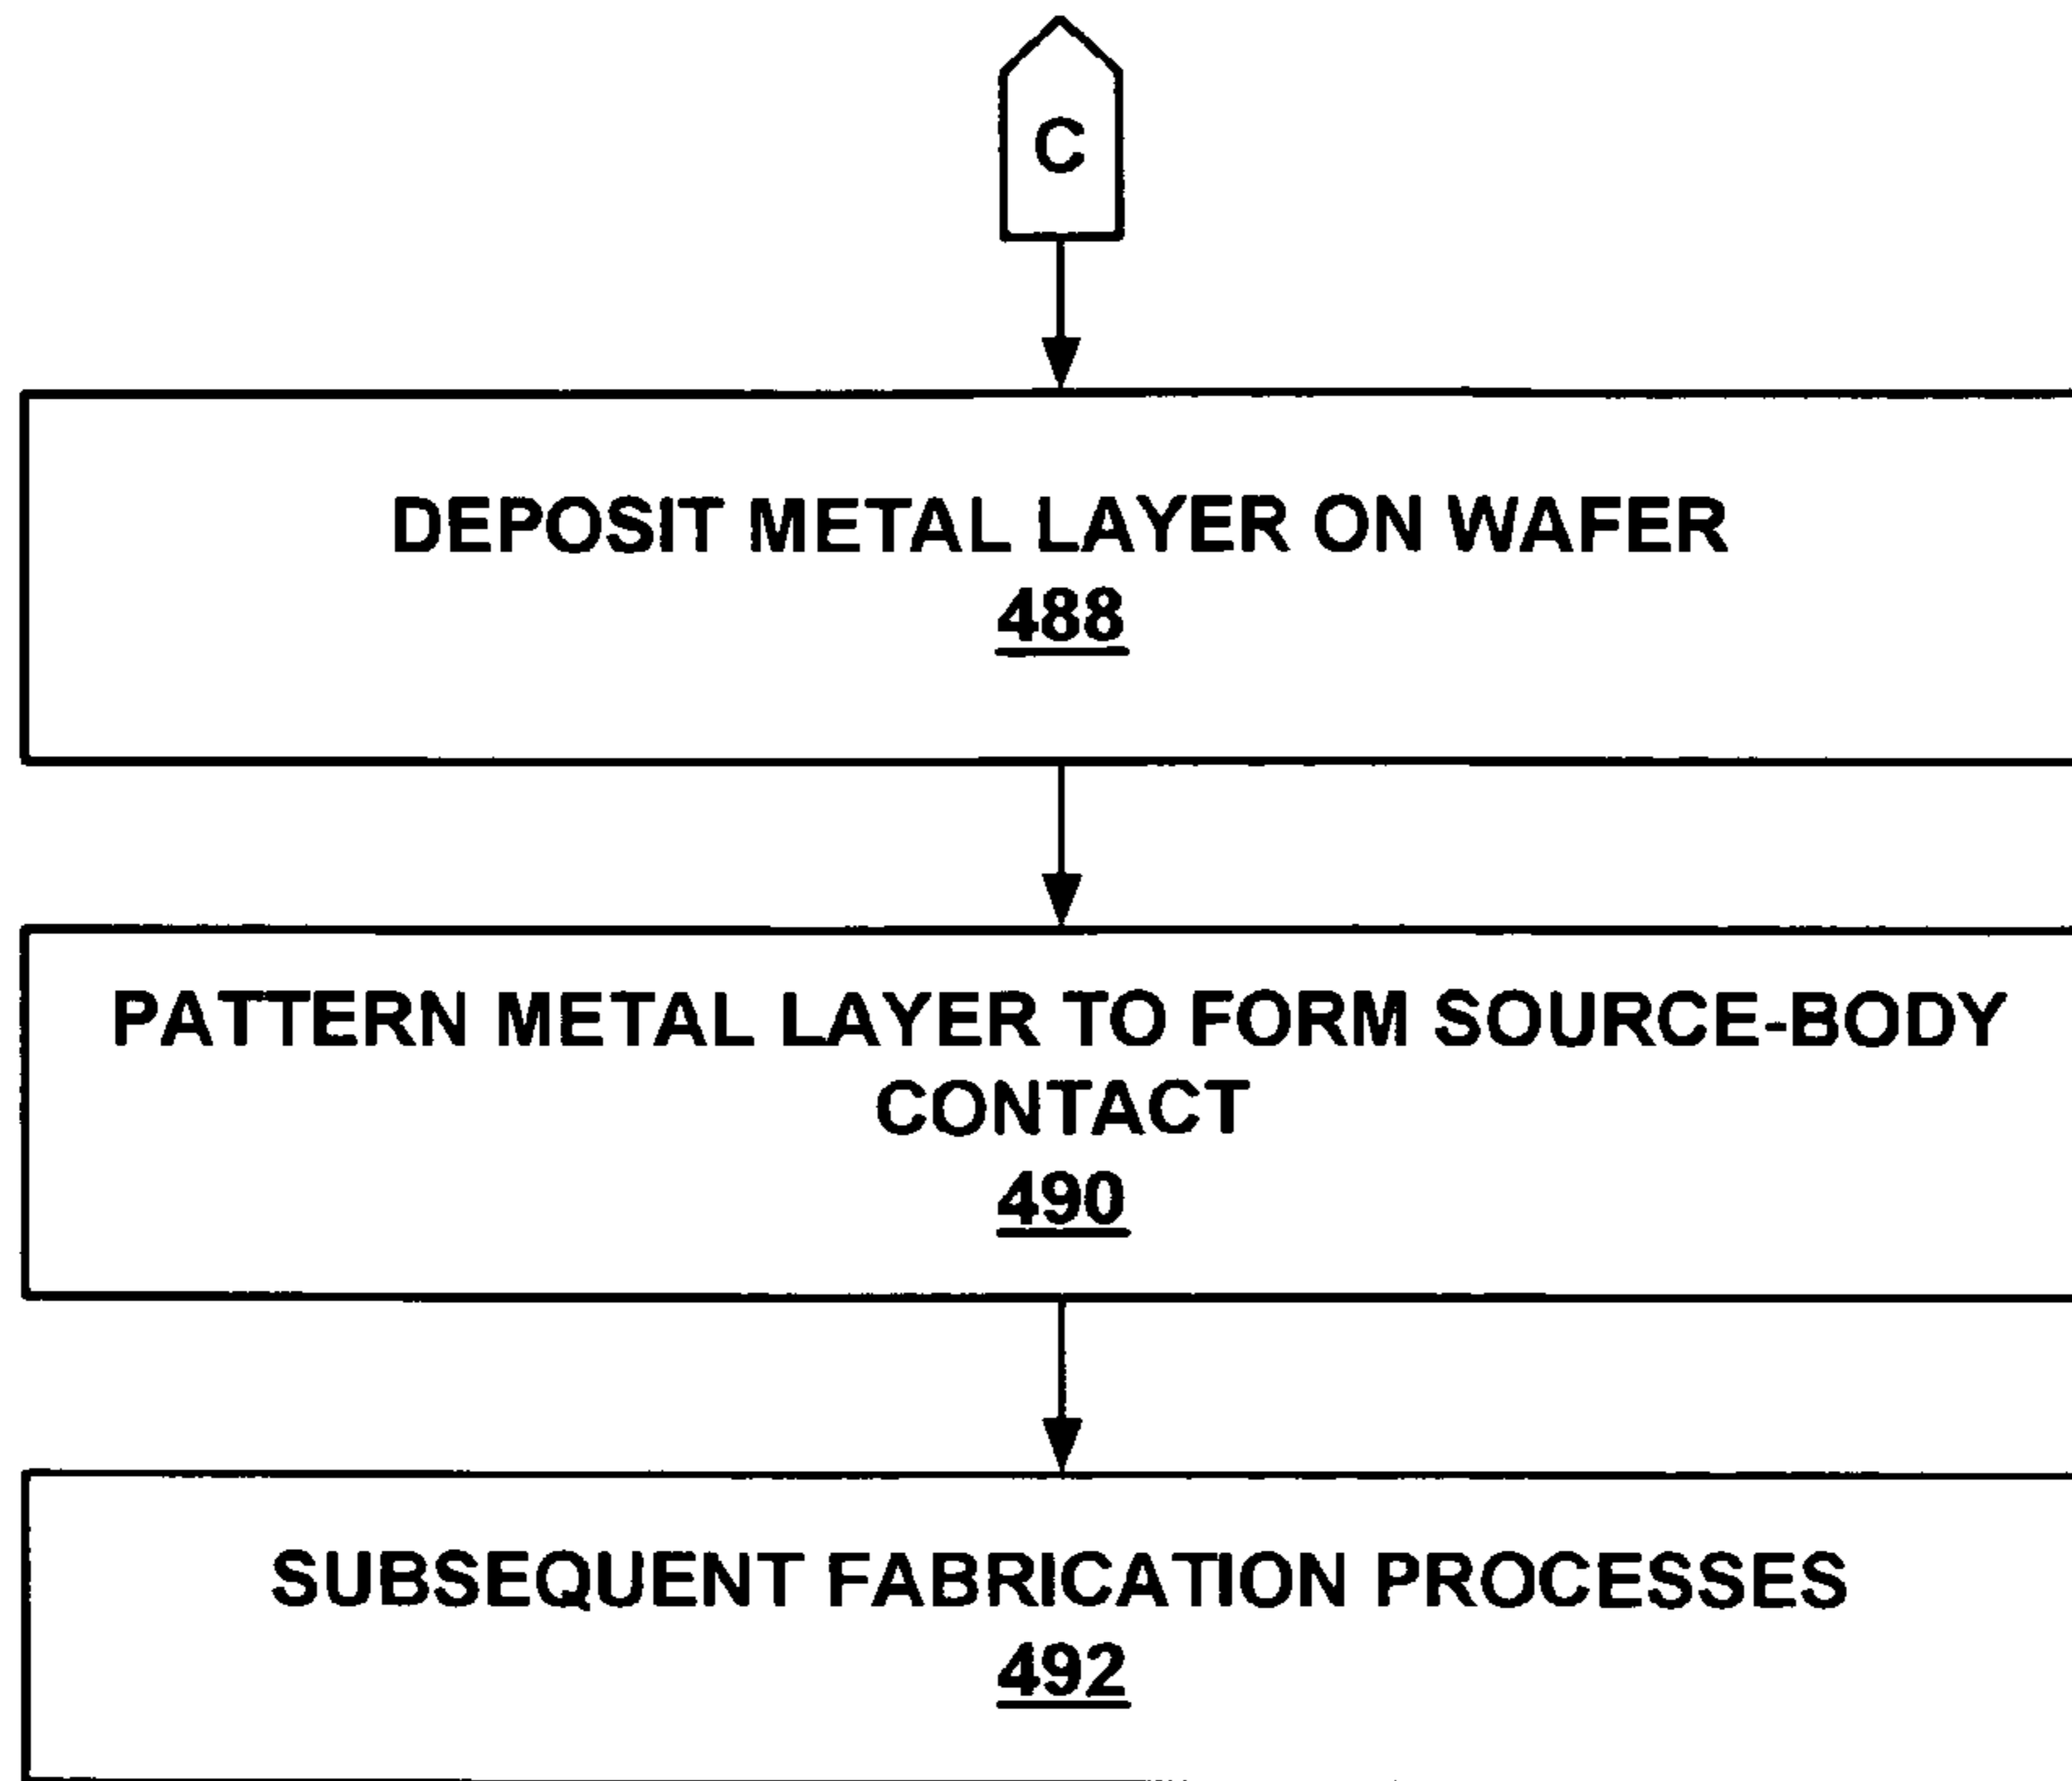 C
DEPOSIT METAL LAYER ON WAFER
488
PATTERN METAL LAYER TO FORM SOURCE-BODY
CONTACT
490
SUBSEQUENT FABRICATION PROCESSES
492